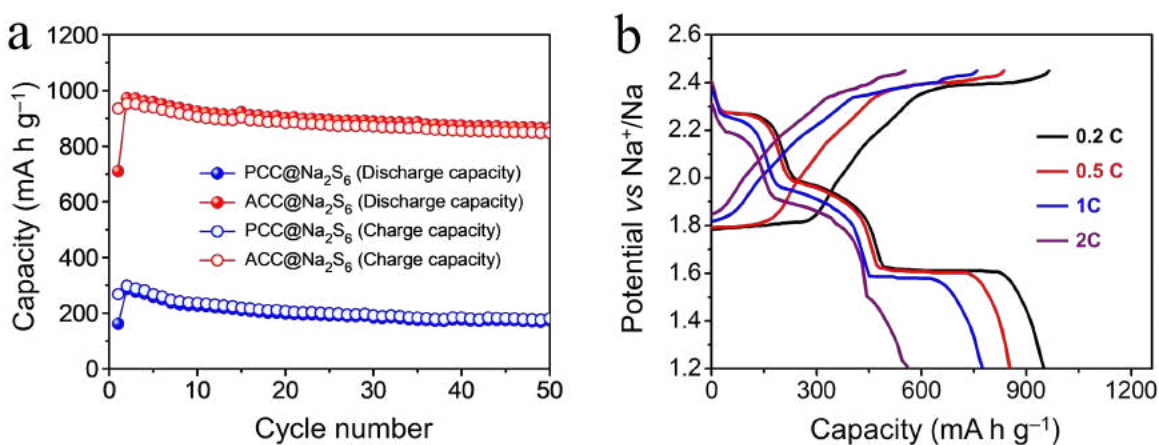 a
Capacity (mA h g⁻¹)
1200
1000
800
600
400
200
0
PCC@Na₂S₆ (Discharge capacity)
ACC@Na₂S₆ (Discharge capacity)
PCC@Na₂S₆ (Charge capacity)
ACC@Na₂S₆ (Charge capacity)
0 10 20 30 40 50
Cycle number
b
Potential vs Na⁺/Na
2.6
2.4
2.2
2.0
1.8
1.6
1.4
1.2
0.2 C
0.5 C
1C
2C
0 300 600 900 1200
Capacity (mA h g⁻¹)